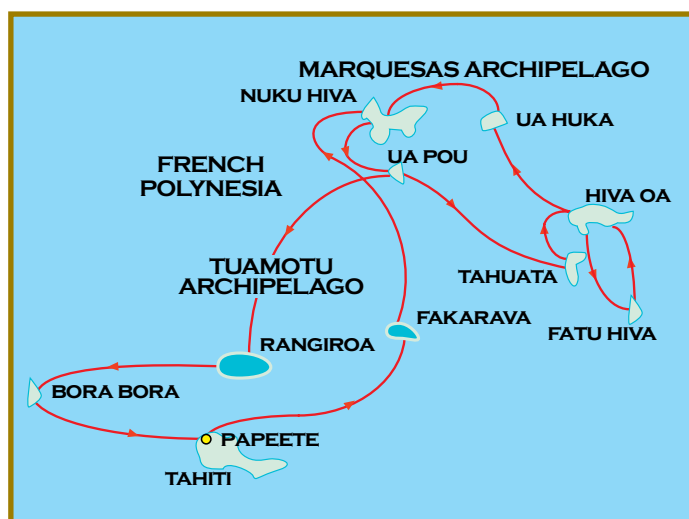 MARQUESAS ARCHIPELAGO
NUKU HIVA
UA HUKA
UA POU
FRENCH
POLYNESIA
HIVA OA
TUAMOTU
ARCHIPELAGO
TAHUATA
FAKARAVA
FATU HIVA
RANGIROA
BORA BORA
PAPEETE
TAHITI